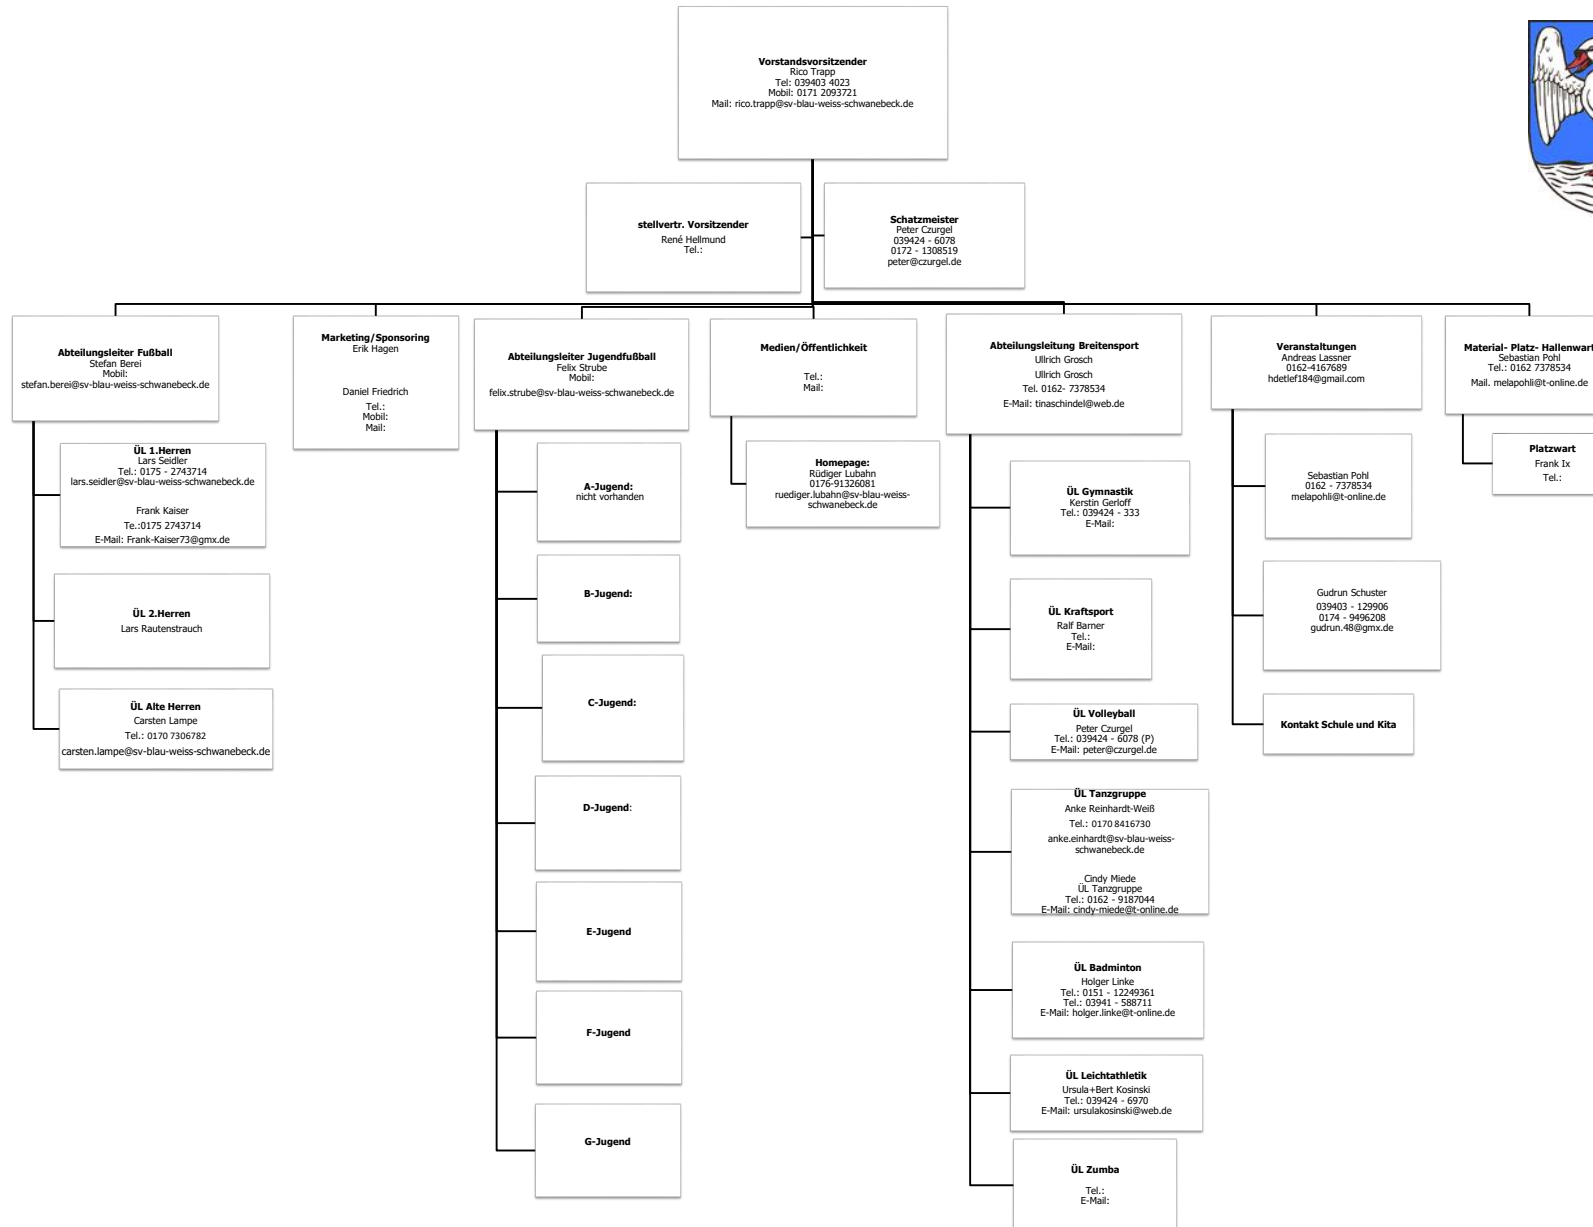 Vorstandsvorsitzender
Rico Trapp
Tel: 039403 4023
Mobil: 0171 2093721
Mail: rico.trapp@sv-blau-weiss-schwanebeck.de
stellvertr. Vorsitzender
René Hellmund
Tel.:
Schatzmeister
Peter Czurgel
039424 - 6078
0172 - 1308519
peter@czurgel.de
Abteilungsleiter Fußball
Stefan Berei
Mobil:
stefan.berei@sv-blau-weiss-schwanebeck.de
ÜL 1.Herren
Lars Seidler
Tel.: 0175 - 2743714
lars.seidler@sv-blau-weiss-schwanebeck.de
Frank Kaiser
Te.:0175 2743714
E-Mail: Frank-Kaiser73@gmx.de
ÜL 2.Herren
Lars Rautenstrauch
ÜL Alte Herren
Carsten Lampe
Tel.: 0170 7306782
carsten.lampe@sv-blau-weiss-schwanebeck.de
Marketing/Sponsoring
Erik Hagen
Daniel Friedrich
Tel.:
Mobil:
Mail:
Abteilungsleiter Jugendfußball
Felix Strube
Mobil:
felix.strube@sv-blau-weiss-schwanebeck.de
A-Jugend:
nicht vorhanden
B-Jugend:
C-Jugend:
D-Jugend:
E-Jugend
F-Jugend
G-Jugend
Medien/Öffentlichkeit
Tel.:
Mail:
Homepage:
Rüdiger Lubahn
0176-91326081
ruediger.lubahn@sv-blau-weiss-
schwanebeck.de
Abteilungsleitung Breitensport
Ullrich Grosch
Ullrich Grosch
Tel. 0162- 7378534
E-Mail: tinaschindel@web.de
ÜL Gymnastik
Kerstin Gerloff
Tel.: 039424 - 333
E-Mail:
ÜL Kraftsport
Ralf Barner
Tel.:
E-Mail:
ÜL Volleyball
Peter Czurgel
Tel.: 039424 - 6078 (P)
E-Mail: peter@czurgel.de
ÜL Tanzgruppe
Anke Reinhardt-Weiß
Tel.: 0170 8416730
anke.einhardt@sv-blau-weiss-
schwanebeck.de
Cindy Miede
ÜL Tanzgruppe
Tel.: 0162 - 9187044
E-Mail: cindy-miede@t-online.de
ÜL Badminton
Holger Linke
Tel.: 0151 - 12249361
Tel.: 03941 - 588711
E-Mail: holger.linke@t-online.de
ÜL Leichtathletik
Ursula+Bert Kosinski
Tel.: 039424 - 6970
E-Mail: ursulakosinski@web.de
ÜL Zumba
Tel.:
E-Mail:
Veranstaltungen
Andreas Lassner
0162-4167689
hdetlef184@gmail.com
Sebastian Pohl
0162 - 7378534
melapohli@t-online.de
Gudrun Schuster
039403 - 129906
0174 - 9496208
gudrun.48@gmx.de
Kontakt Schule und Kita
Material- Platz- Hallenwart
Sebastian Pohl
Tel.: 0162 7378534
Mail. melapohli@t-online.de
Platzwart
Frank Ix
Tel.: